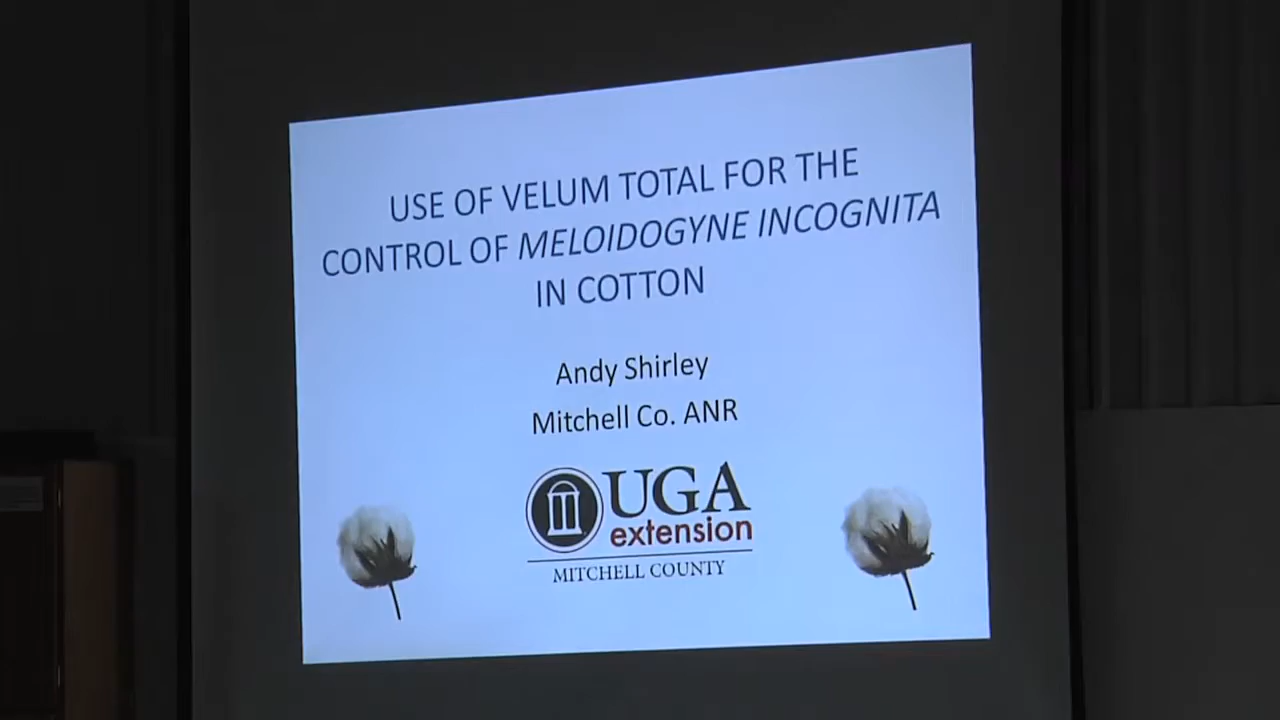 USE OF VELUM TOTAL FOR THE
CONTROL OF MELOIDOGYNE INCOGNITA
IN COTTON
Andy Shirley
Mitchell Co. ANR
UGA
extension
MITCHELL COUNTY